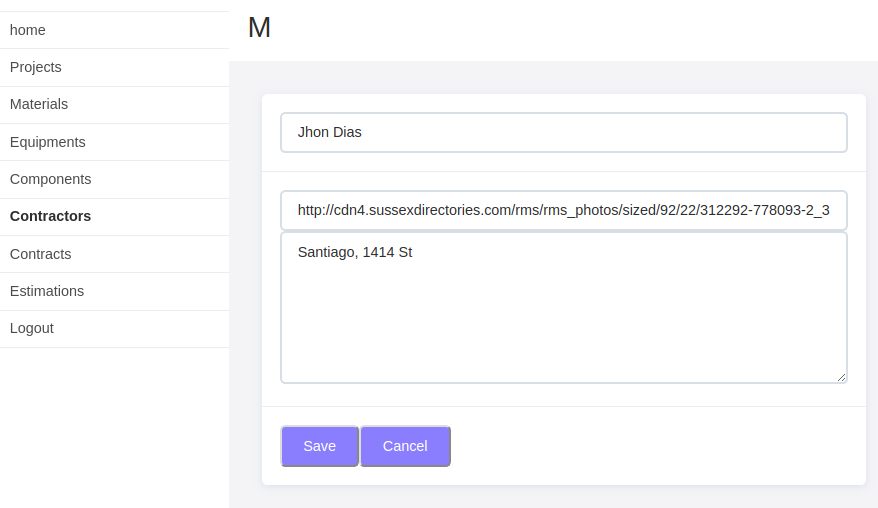 M
home
Projects
Materials
Equipments
Components
Contractors
Contracts
Estimations
Logout
Jhon Dias
http://cdn4.sussexdirectories.com/rms/rms_photos/sized/92/22/312292-778093-2_3
Santiago, 1414 St
Save
Cancel